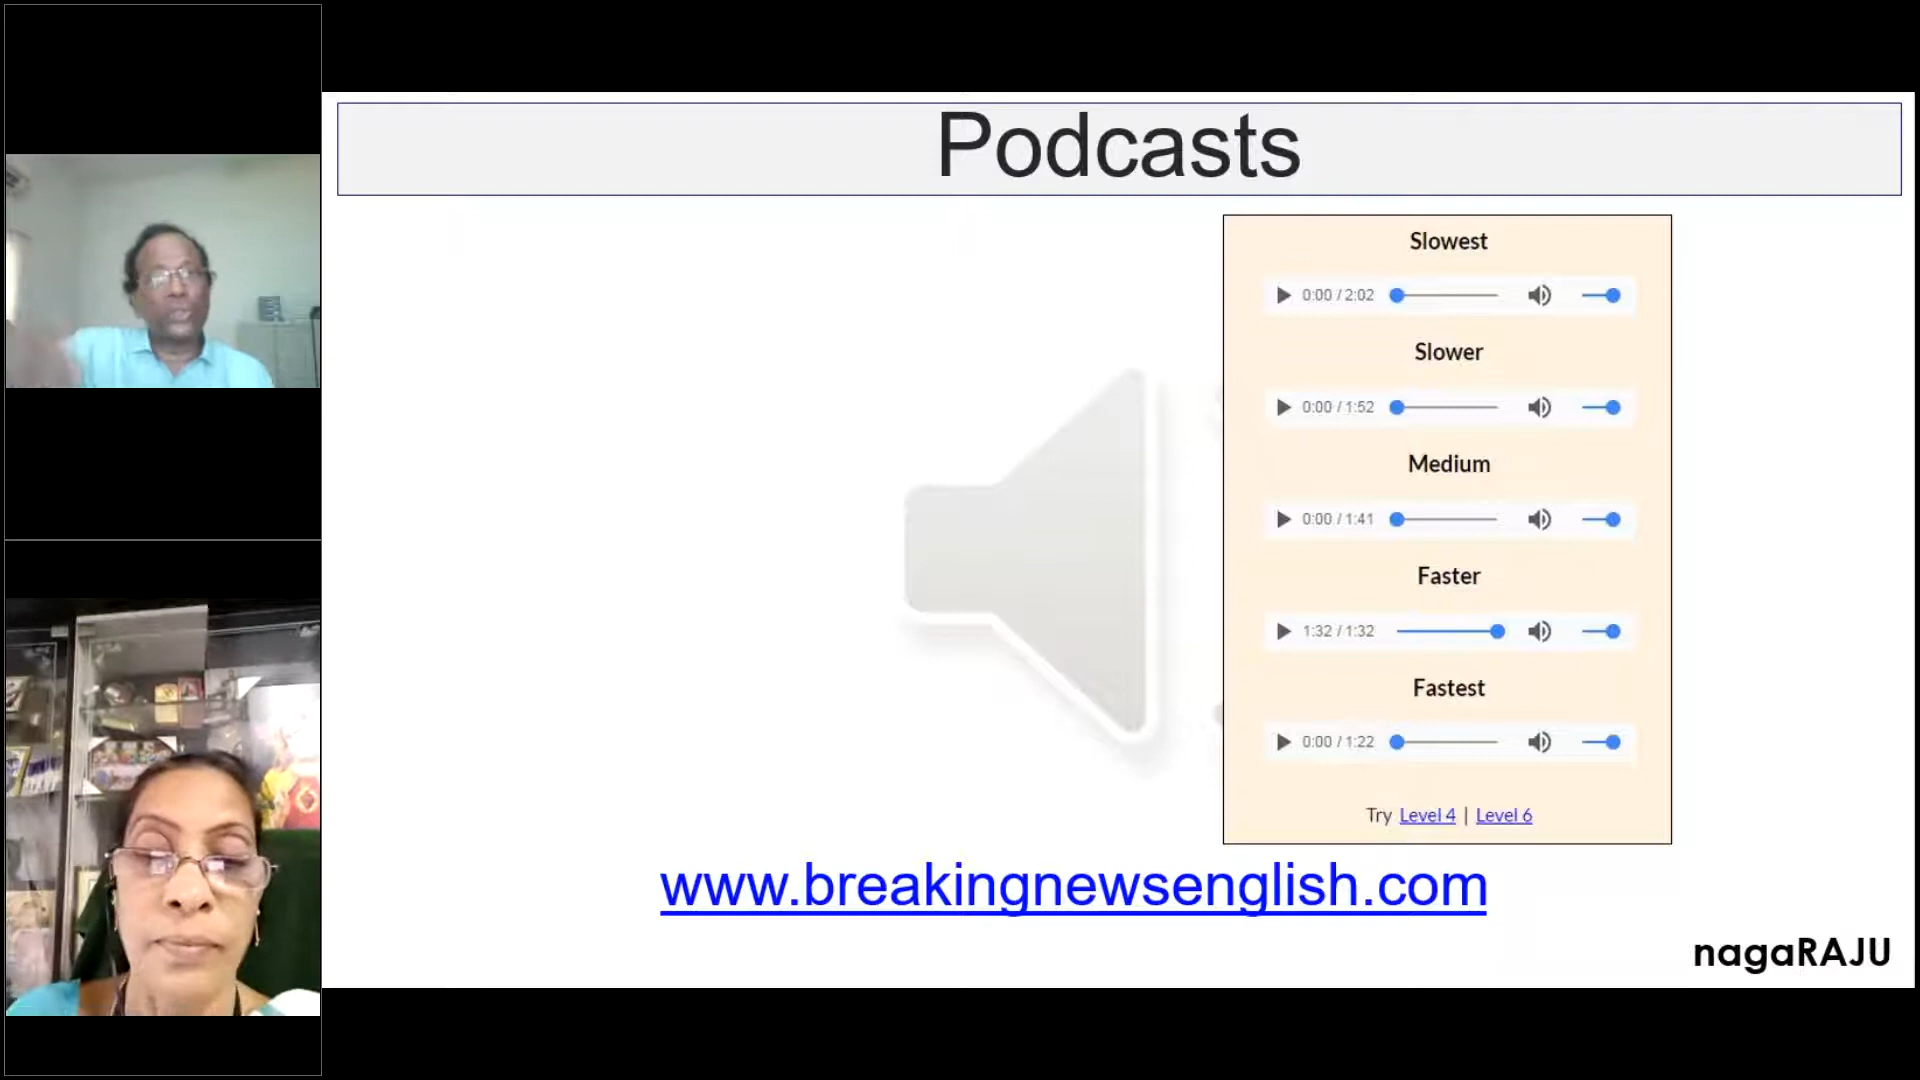 Podcasts
Slowest
0:00 / 2:02
Slower
0:00 / 1:52
Medium
0:00 / 1:41
Faster
1:32 / 1:32
Fastest
0:00 / 1:22
Try Level 4 | Level 6
www.breakingnewsenglish.com
nagaRAJU